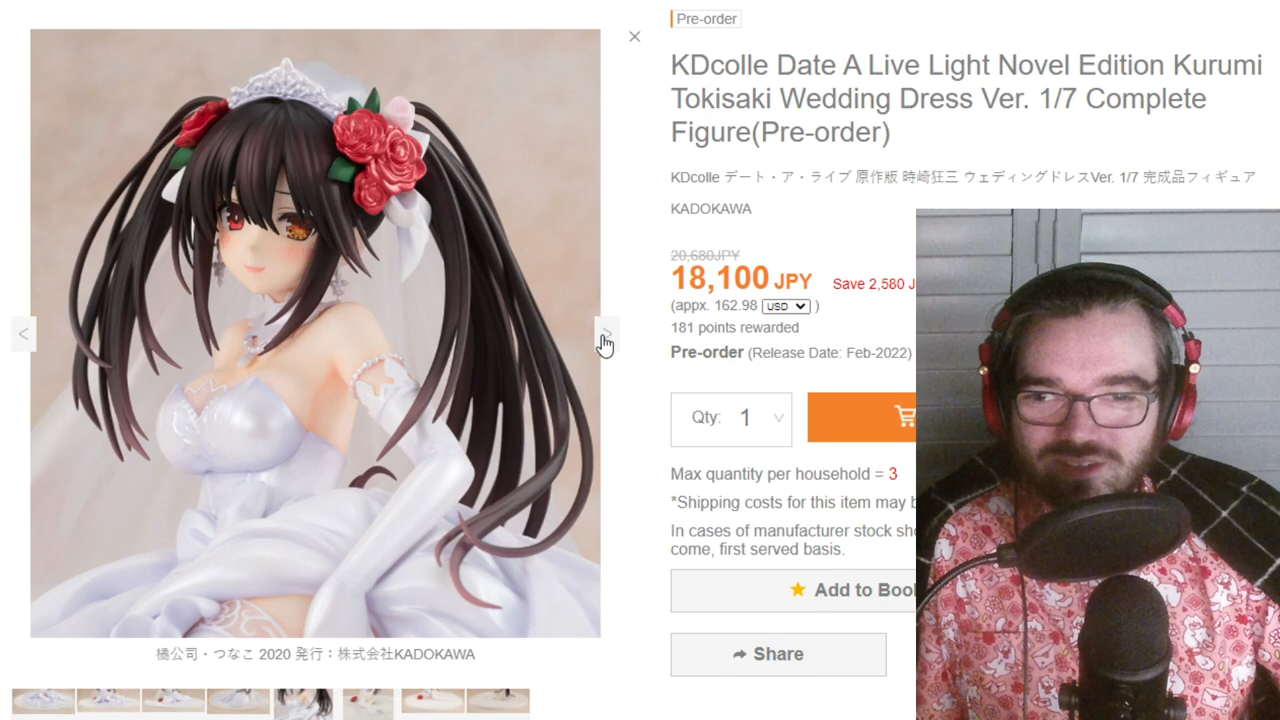 Pre-order
KDcolle Date A Live Light Novel Edition Kurumi
Tokisaki Wedding Dress Ver. 1/7 Complete
Figure(Pre-order)
KDcolle デート・ア・ライブ 原作版 時崎狂三 ウェディングドレスVer. 1/7 完成品フィギュア
KADOKAWA
20,680JPY
18,100 JPY Save 2,580 J
(appx. 162.98 USD )
181 points rewarded
Pre-order (Release Date: Feb-2022)
Qty: 1
Max quantity per household = 3
*Shipping costs for this item may b
In cases of manufacturer stock sh
come, first served basis.
Add to Boo
Share
橘公司・つなこ 2020 発行：株式会社KADOKAWA